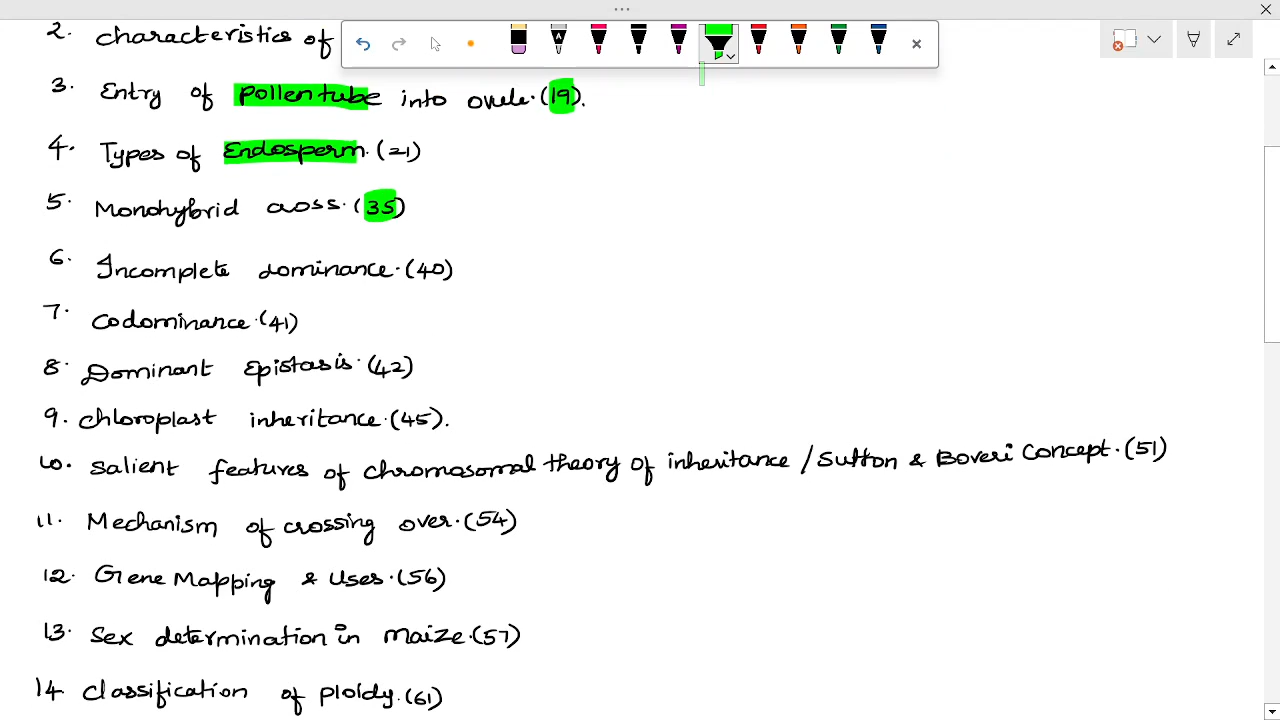 2. characteristics of
3. Entry of pollen tube into ovule. (19).
4. Types of Endosperm. (21)
5. Monohybrid cross. (35)
6. Incomplete dominance. (40)
7. Codominance. (41)
8. Dominant Epistasis. (42)
9. Chloroplast inheritance. (45).
10. Salient features of chromosomal theory of inheritance / Sutton & Boveri Concept. (51)
11. Mechanism of crossing over. (54)
12. Gene Mapping & Uses. (56)
13. Sex determination in Maize. (57)
14. Classification of ploidy. (61)